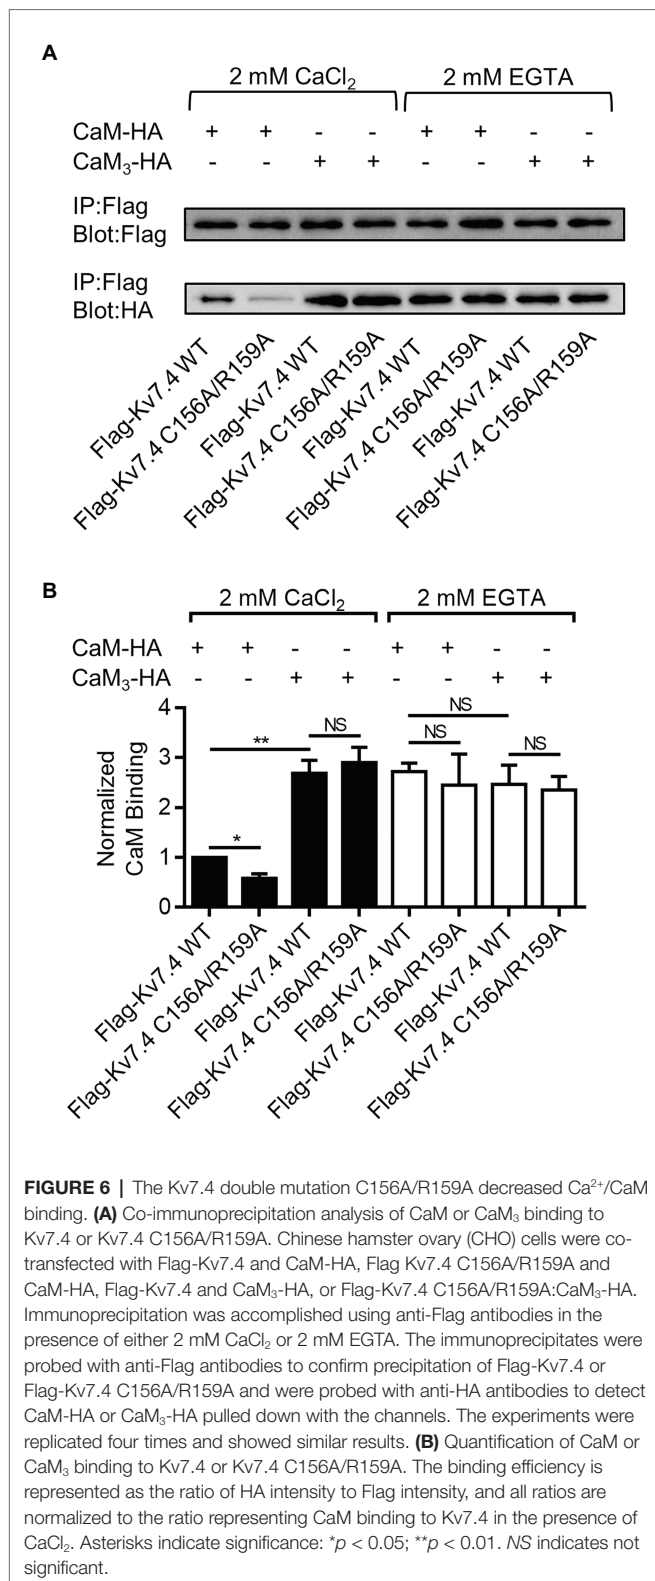 A
2 mM CaCl₂ 2 mM EGTA
CaM-HA + + - - + + - -
CaM₃-HA - - + + - - + +
IP:Flag
Blot:Flag
IP:Flag
Blot:HA
Flag-Kv7.4 WT
Flag-Kv7.4 C156A/R159A
Flag-Kv7.4 WT
Flag-Kv7.4 C156A/R159A
Flag-Kv7.4 WT
Flag-Kv7.4 C156A/R159A
Flag-Kv7.4 WT
Flag-Kv7.4 C156A/R159A
B
2 mM CaCl₂ 2 mM EGTA
CaM-HA + + - - + + - -
CaM₃-HA - - + + - - + +
Normalized
CaM Binding
4
3
2
1
0
*
**
NS
NS
NS
NS
Flag-Kv7.4 WT
Flag-Kv7.4 C156A/R159A
Flag-Kv7.4 WT
Flag-Kv7.4 C156A/R159A
Flag-Kv7.4 WT
Flag-Kv7.4 C156A/R159A
Flag-Kv7.4 WT
Flag-Kv7.4 C156A/R159A
FIGURE 6 | The Kv7.4 double mutation C156A/R159A decreased Ca²⁺/CaM
binding. (A) Co-immunoprecipitation analysis of CaM or CaM₃ binding to
Kv7.4 or Kv7.4 C156A/R159A. Chinese hamster ovary (CHO) cells were co-
transfected with Flag-Kv7.4 and CaM-HA, Flag Kv7.4 C156A/R159A and
CaM-HA, Flag-Kv7.4 and CaM₃-HA, or Flag-Kv7.4 C156A/R159A:CaM₃-HA.
Immunoprecipitation was accomplished using anti-Flag antibodies in the
presence of either 2 mM CaCl₂ or 2 mM EGTA. The immunoprecipitates were
probed with anti-Flag antibodies to confirm precipitation of Flag-Kv7.4 or
Flag-Kv7.4 C156A/R159A and were probed with anti-HA antibodies to detect
CaM-HA or CaM₃-HA pulled down with the channels. The experiments were
replicated four times and showed similar results. (B) Quantification of CaM or
CaM₃ binding to Kv7.4 or Kv7.4 C156A/R159A. The binding efficiency is
represented as the ratio of HA intensity to Flag intensity, and all ratios are
normalized to the ratio representing CaM binding to Kv7.4 in the presence of
CaCl₂. Asterisks indicate significance: *p < 0.05; **p < 0.01. NS indicates not
significant.